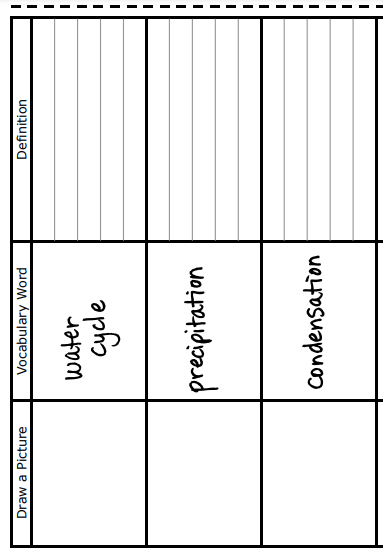 Draw a Picture
Vocabulary Word
Definition
water
cycle
precipitation
condensation